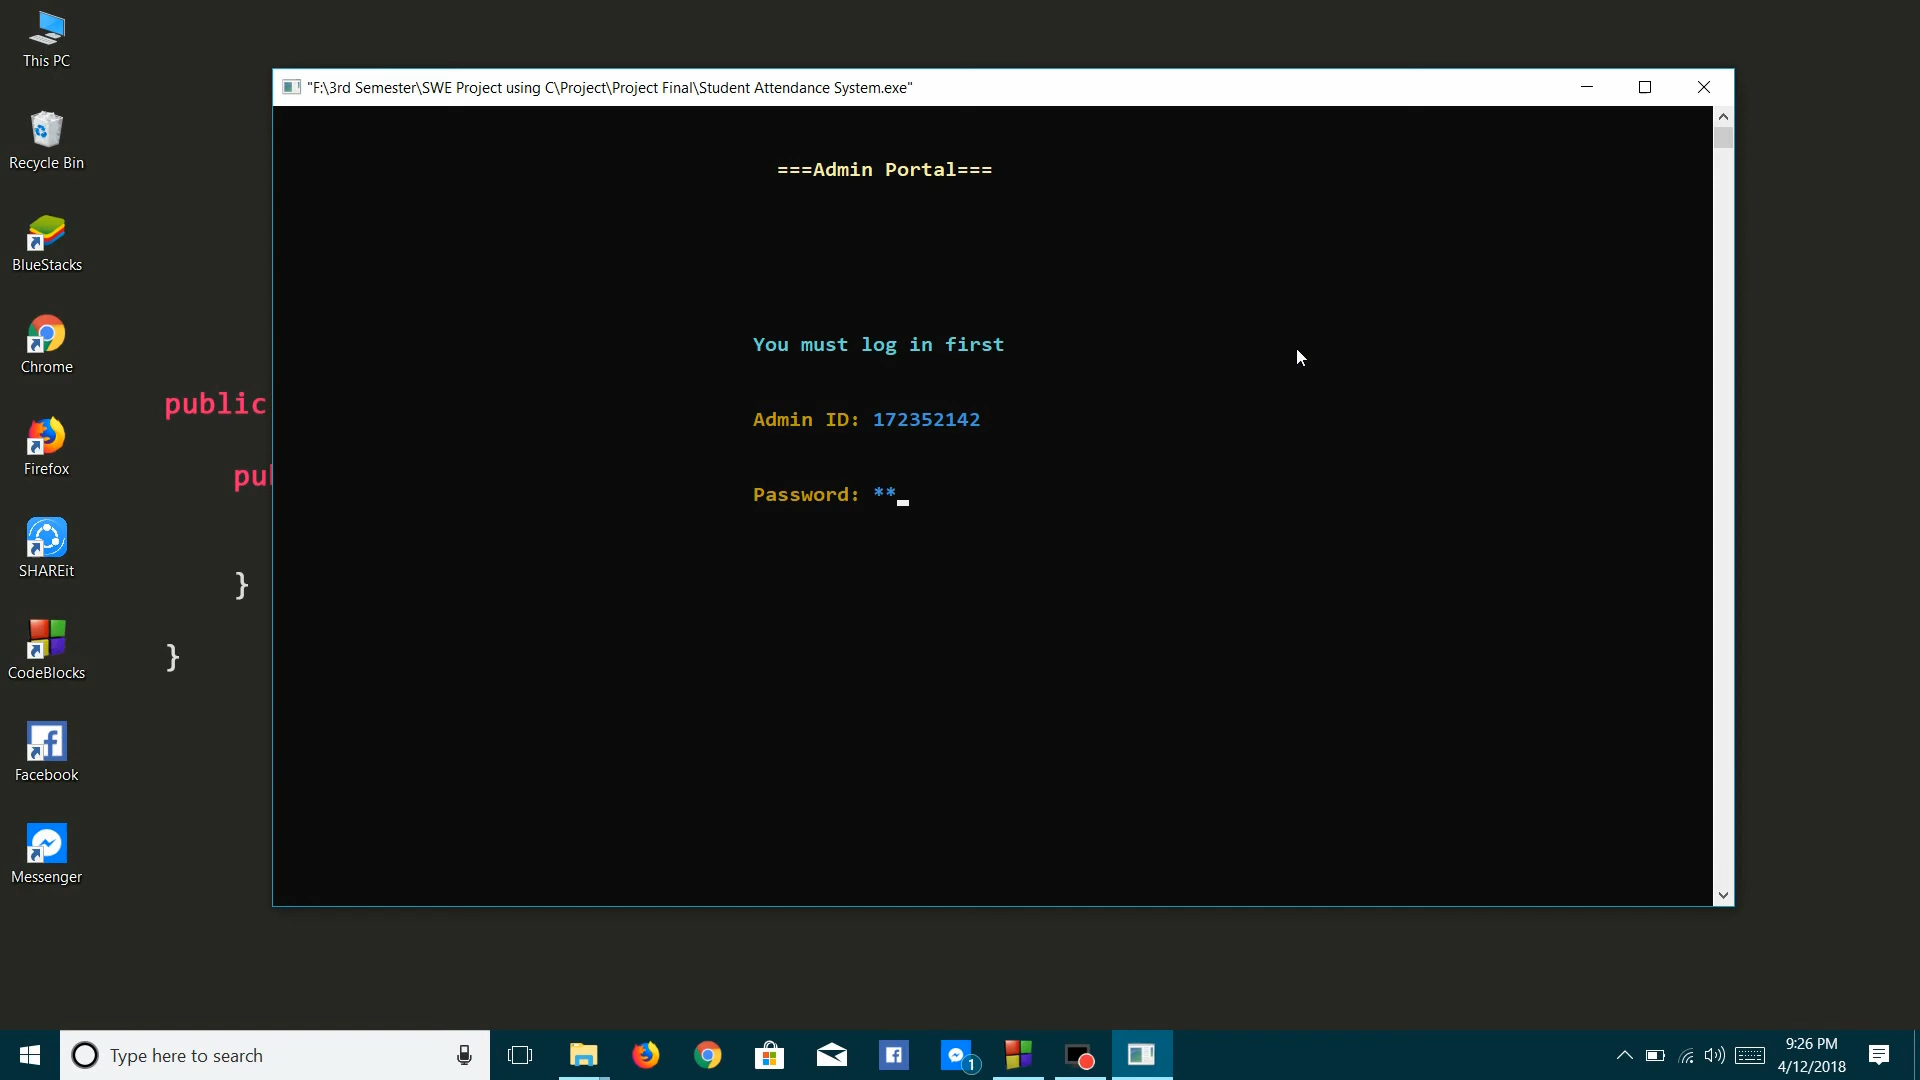 This PC
Recycle Bin
BlueStacks
Chrome
Firefox
SHAREit
CodeBlocks
Facebook
Messenger
public
pu
}
}
"F:\3rd Semester\SWE Project using C\Project\Project Final\Student Attendance System.exe"
===Admin Portal===
You must log in first
Admin ID: 172352142
Password: **
Type here to search
1
9:26 PM
4/12/2018